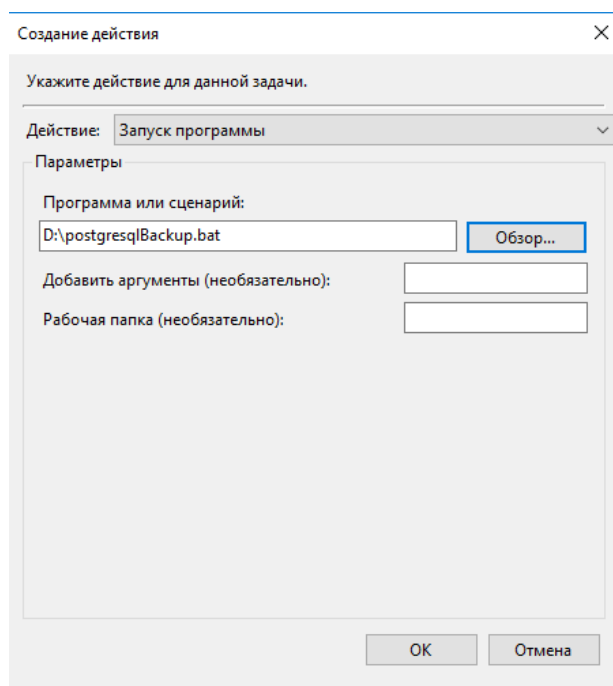 Создание действия
Укажите действие для данной задачи.
Действие: Запуск программы
Параметры
Программа или сценарий:
D:\postgresqlBackup.bat Обзор...
Добавить аргументы (необязательно):
Рабочая папка (необязательно):
ОК Отмена